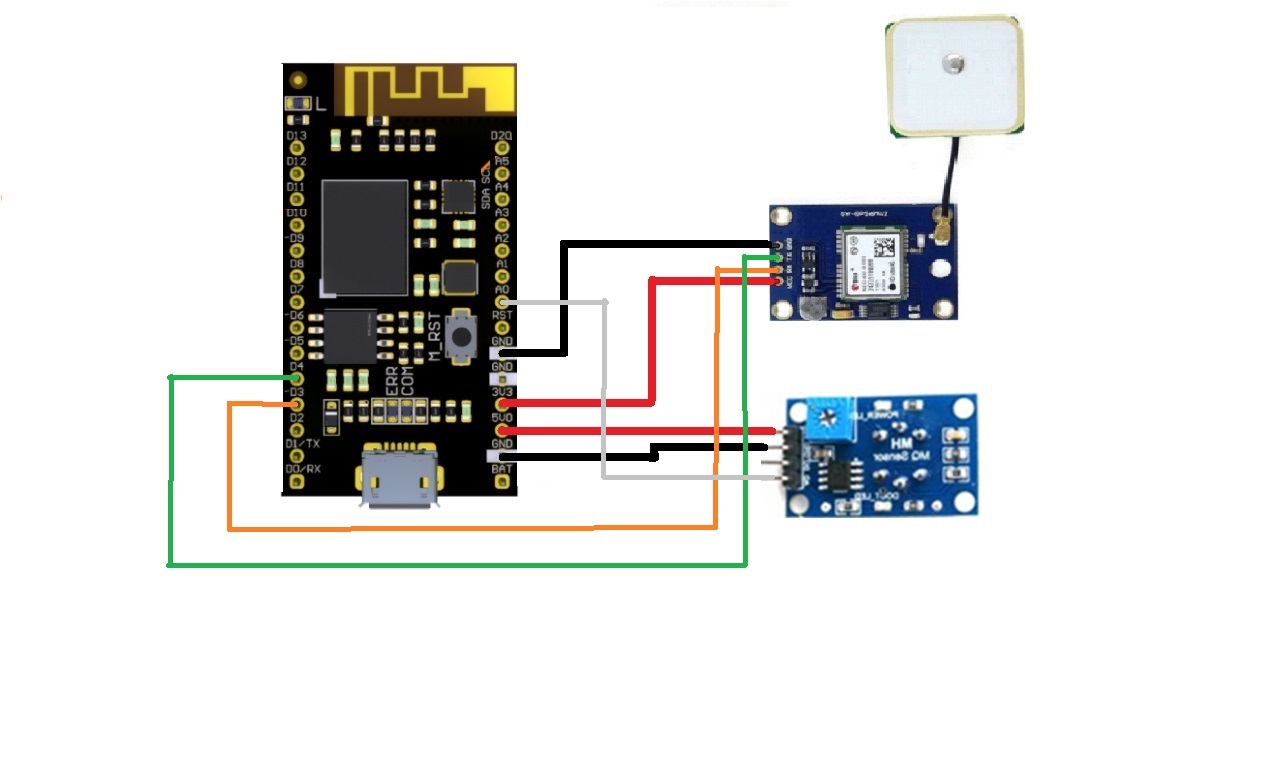 L
D13
D12
D11
D10
~D9
D8
D7
~D6
~D5
D4
~D3
D2
D1/TX
D0/RX
D20
A5
A4
A3
A2
A1
A0
RST
GND
GND
3V3
5V0
GND
BAT
SDA SCL
M_RST
ERR
COM
GND
TX
RX
VCC
POWER_LED
HM
MQ Sensor
DOUT_LED